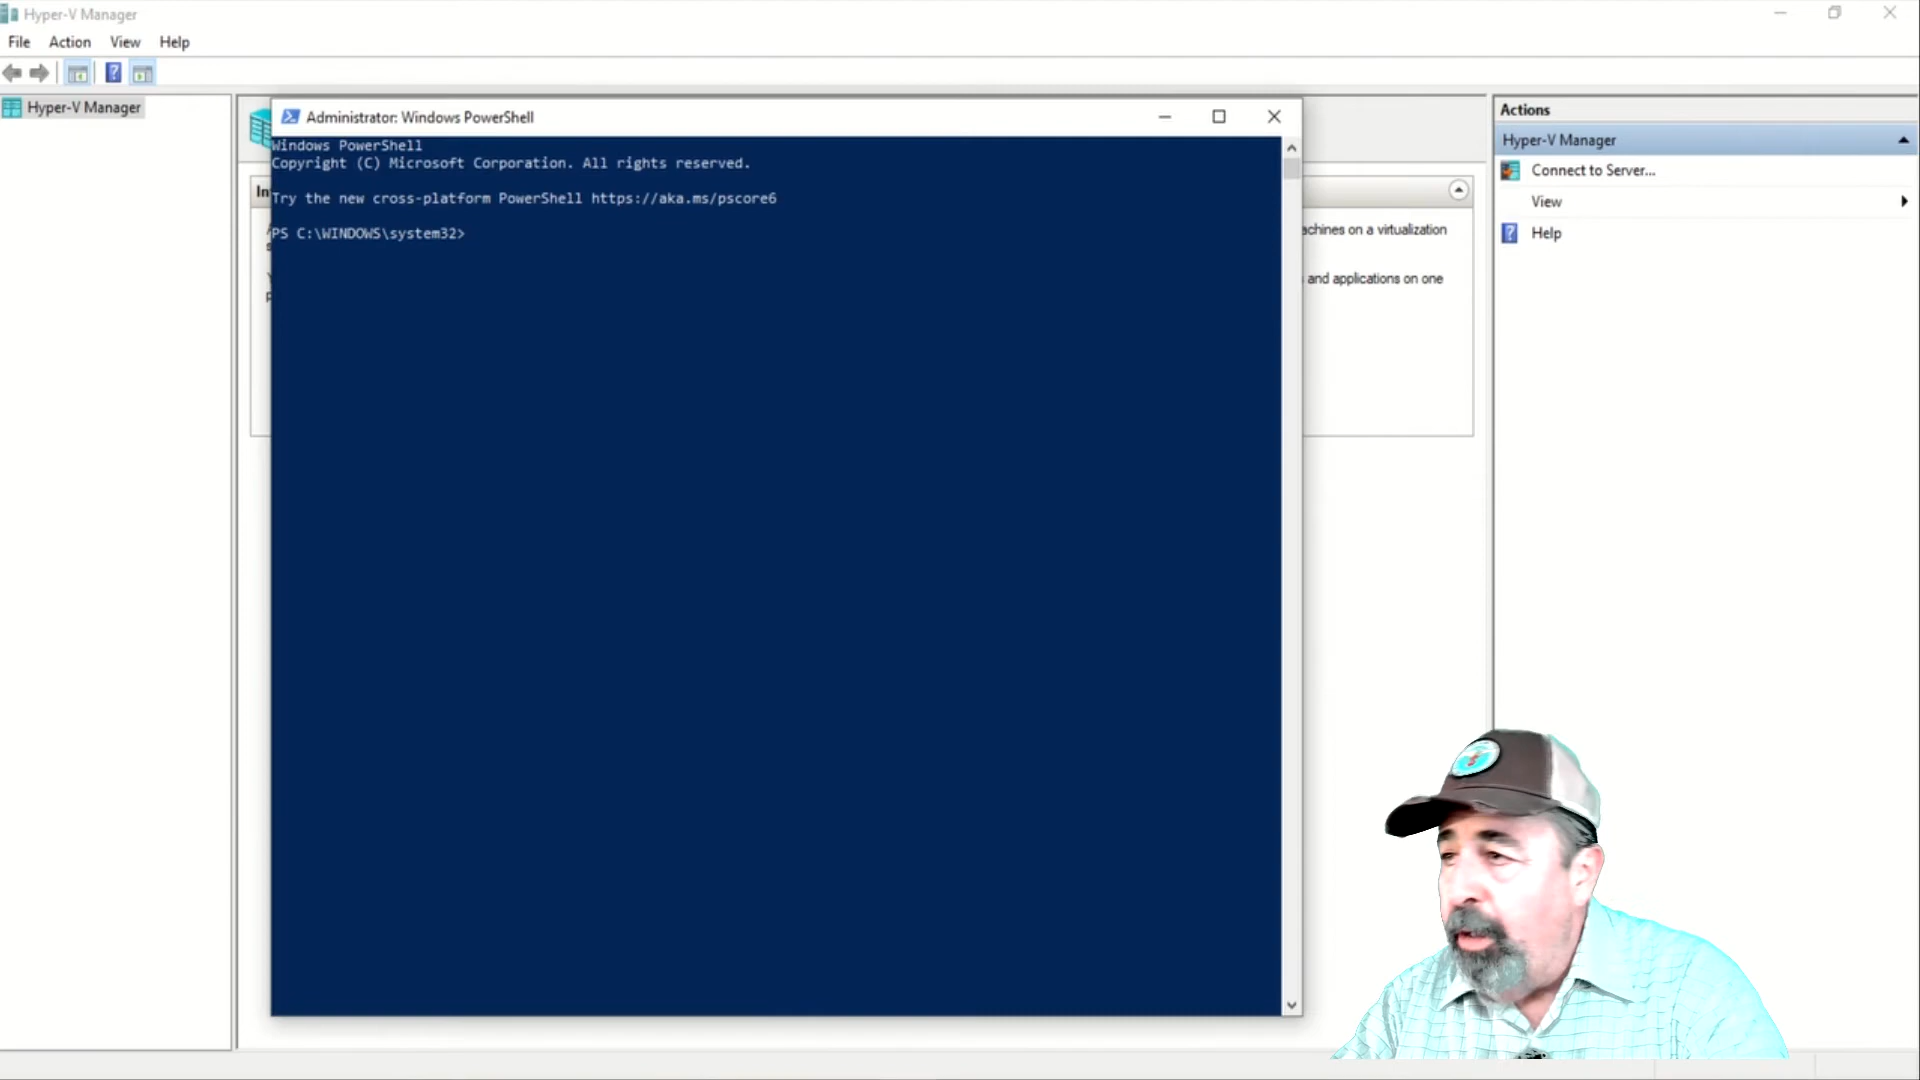 Hyper-V Manager
File Action View Help
Hyper-V Manager
Administrator: Windows PowerShell
Windows PowerShell
Copyright (C) Microsoft Corporation. All rights reserved.
Try the new cross-platform PowerShell https://aka.ms/pscore6
PS C:\WINDOWS\system32>
In
achines on a virtualization
and applications on one
Actions
Hyper-V Manager
Connect to Server...
View
Help